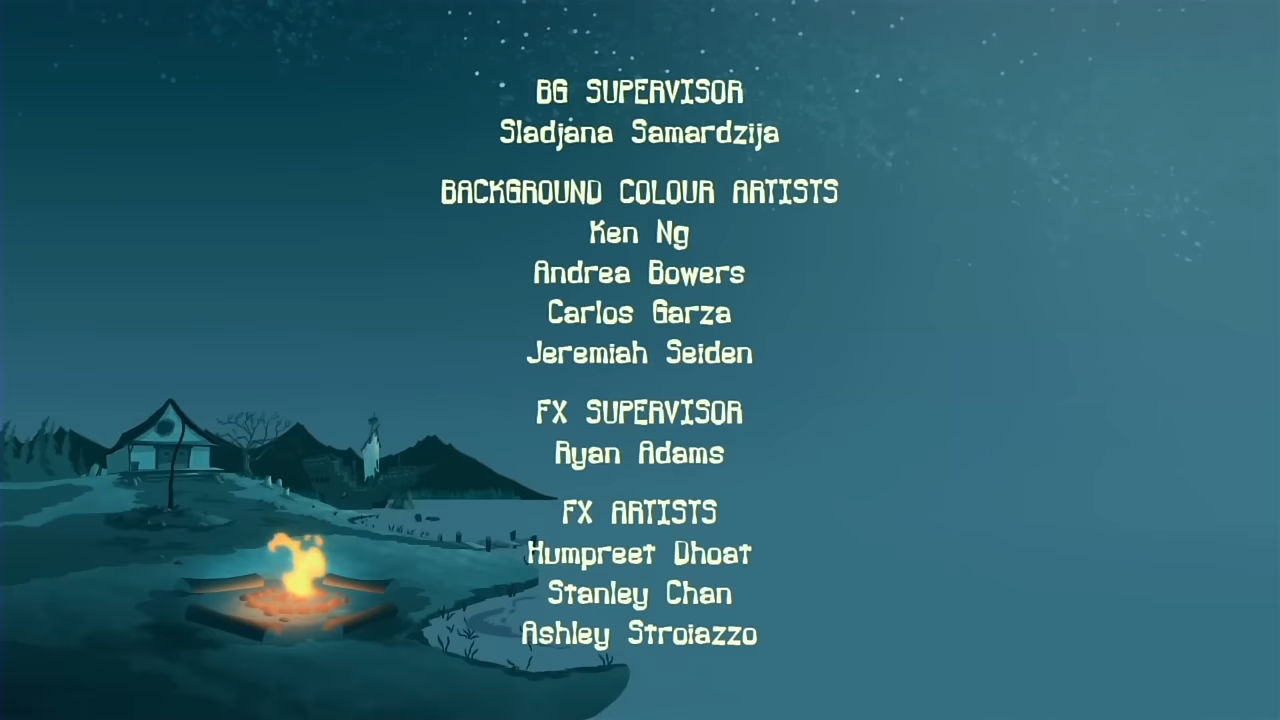 BG SUPERVISOR
Sladjana Samardzija
BACKGROUND COLOUR ARTISTS
Ken Ng
Andrea Bowers
Carlos Garza
Jeremiah Seiden
FX SUPERVISOR
Ryan Adams
FX ARTISTS
Humpreet Dhoat
Stanley Chan
Ashley Stroiazzo